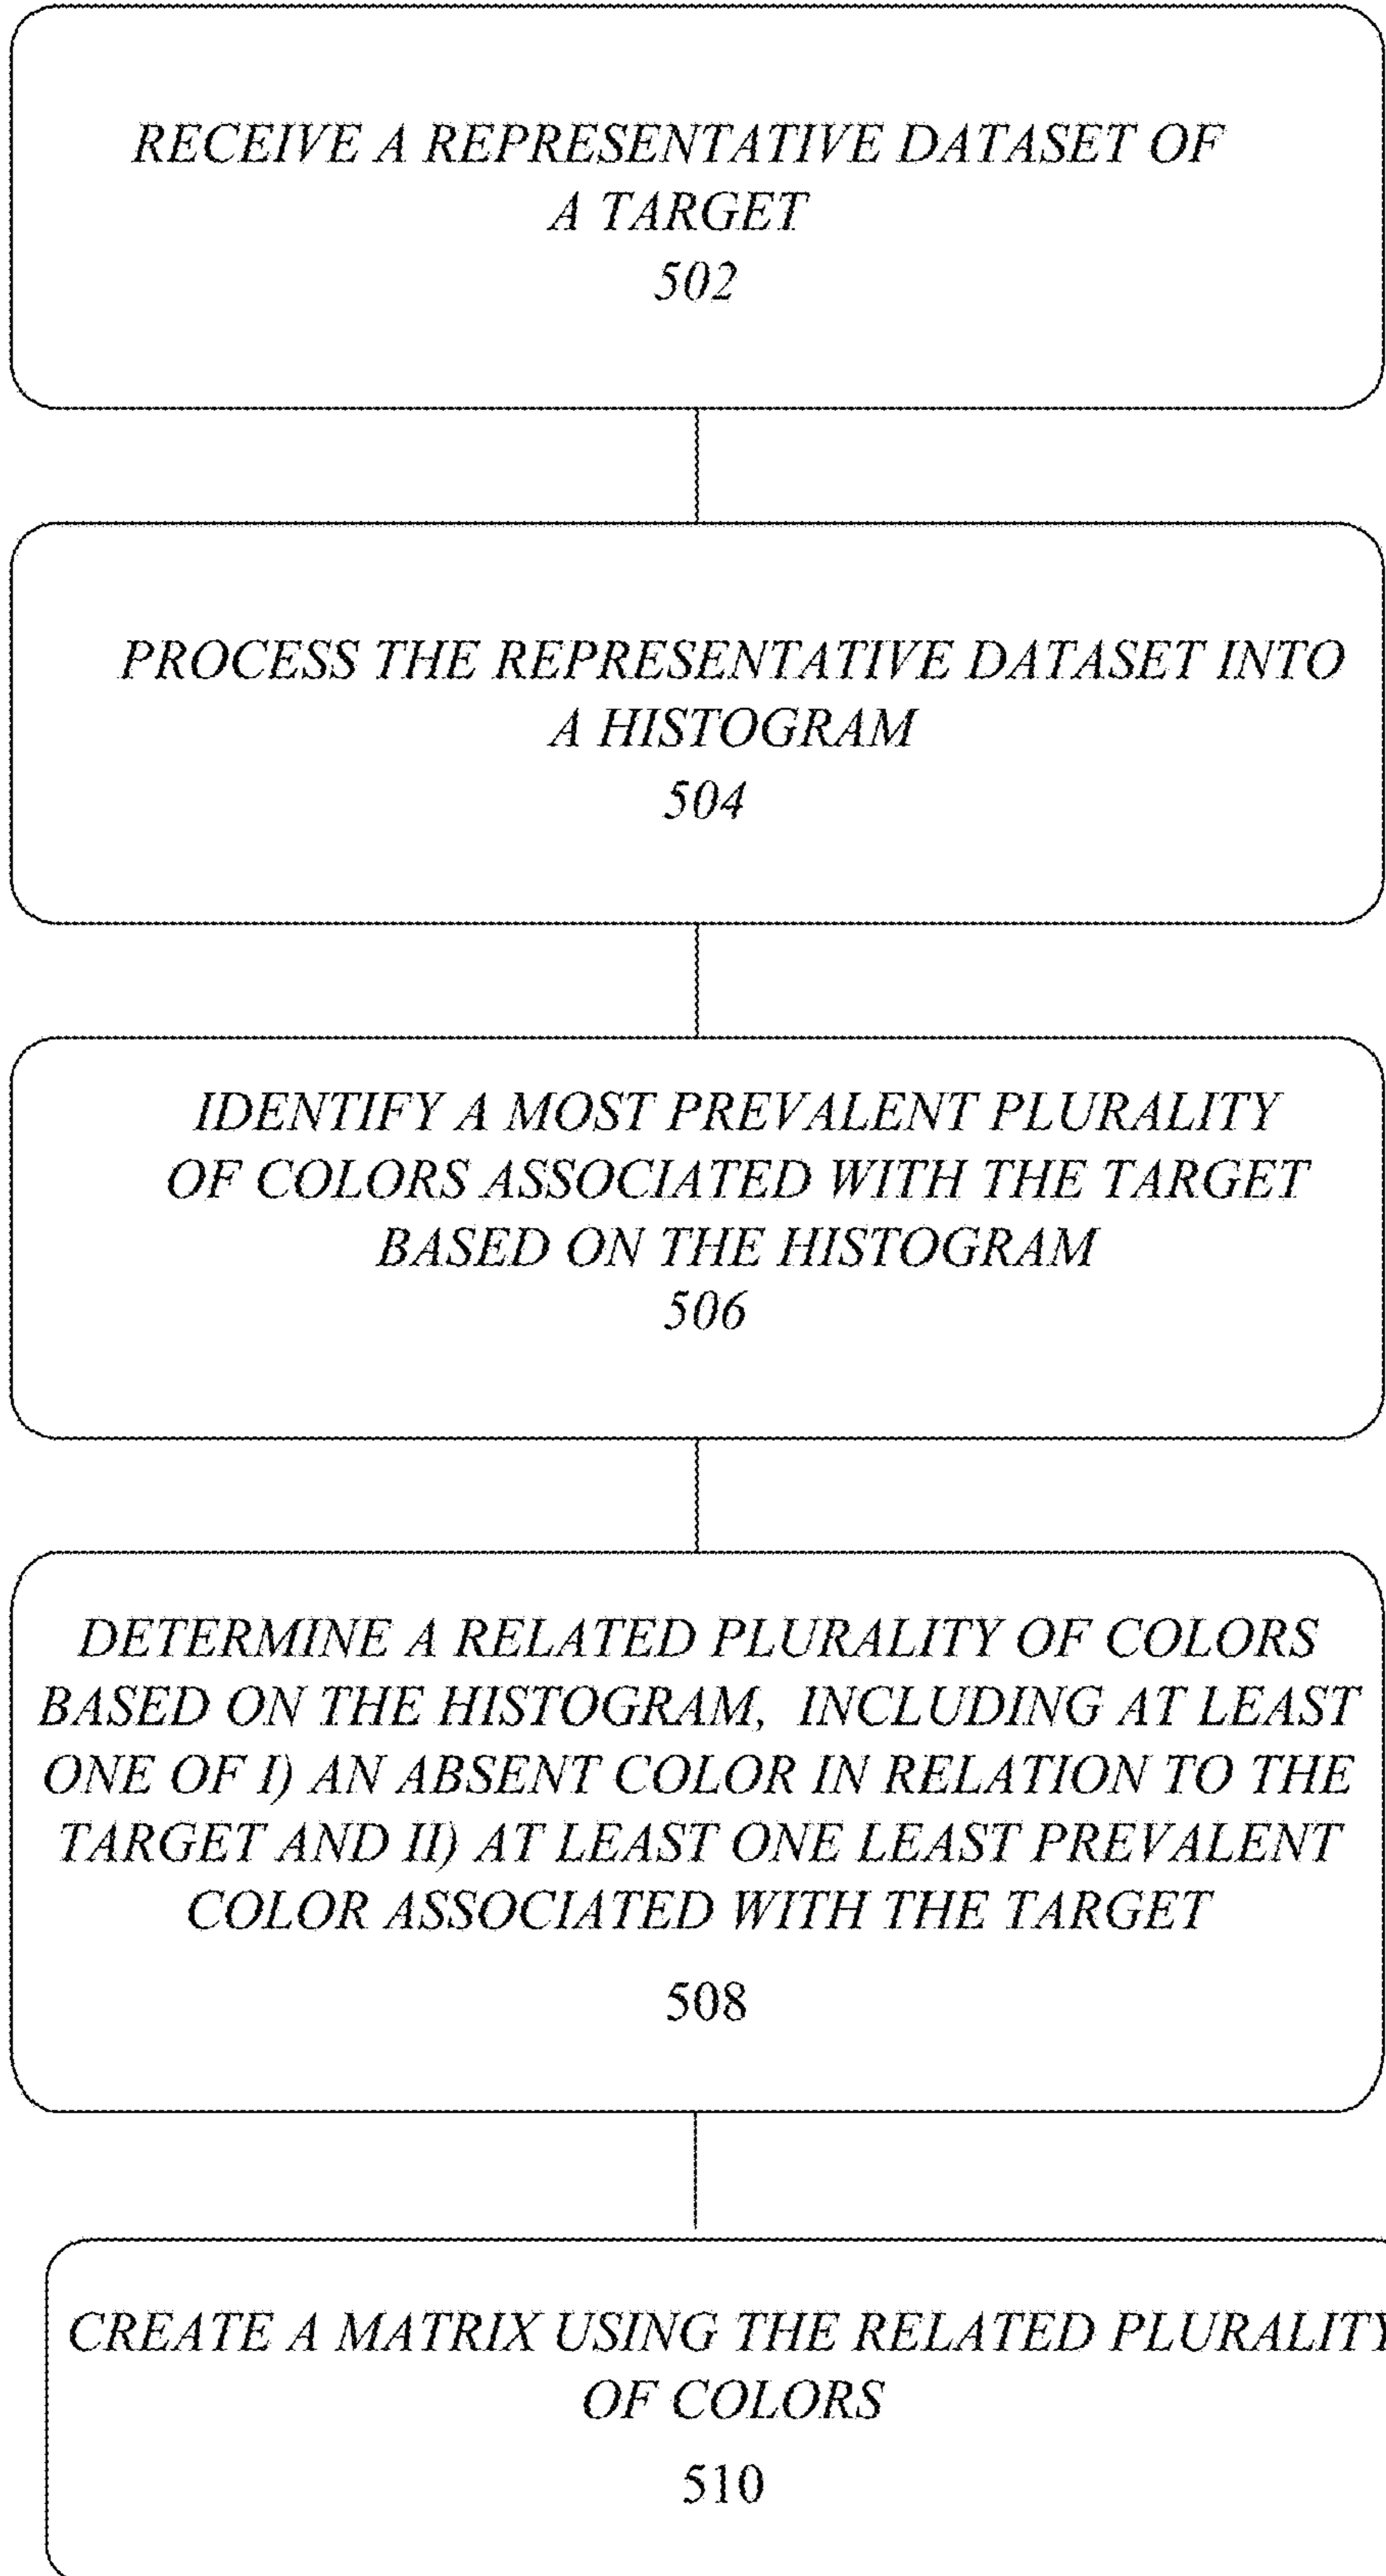 RECEIVE A REPRESENTATIVE DATASET OF
A TARGET
502
PROCESS THE REPRESENTATIVE DATASET INTO
A HISTOGRAM
504
IDENTIFY A MOST PREVALENT PLURALITY
OF COLORS ASSOCIATED WITH THE TARGET
BASED ON THE HISTOGRAM
506
DETERMINE A RELATED PLURALITY OF COLORS
BASED ON THE HISTOGRAM, INCLUDING AT LEAST
ONE OF I) AN ABSENT COLOR IN RELATION TO THE
TARGET AND II) AT LEAST ONE LEAST PREVALENT
COLOR ASSOCIATED WITH THE TARGET
508
CREATE A MATRIX USING THE RELATED PLURALITY
OF COLORS
510